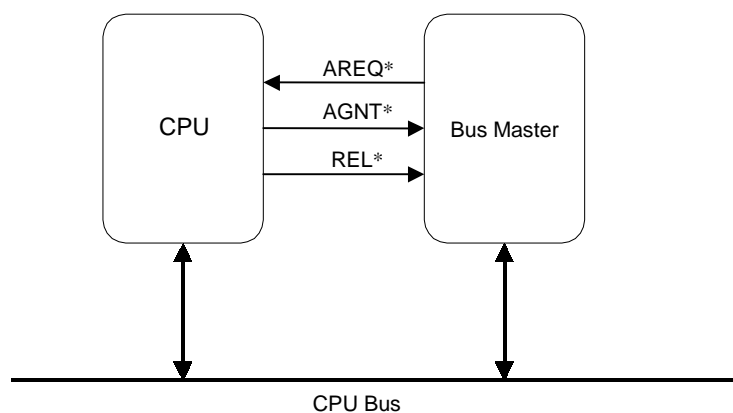 AREQ*
AGNT*
CPU
Bus Master
REL*
CPU Bus